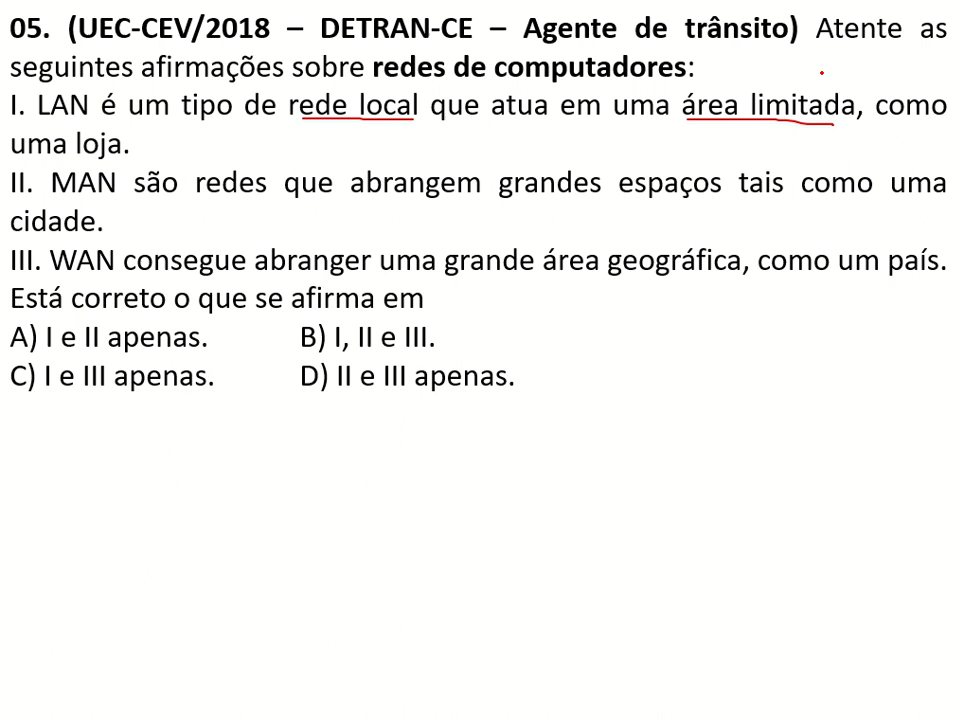 05. (UEC-CEV/2018 – DETRAN-CE – Agente de trânsito) Atente as
seguintes afirmações sobre redes de computadores:
I. LAN é um tipo de rede local que atua em uma área limitada, como
uma loja.
II. MAN são redes que abrangem grandes espaços tais como uma
cidade.
III. WAN consegue abranger uma grande área geográfica, como um país.
Está correto o que se afirma em
A) I e II apenas. B) I, II e III.
C) I e III apenas. D) II e III apenas.